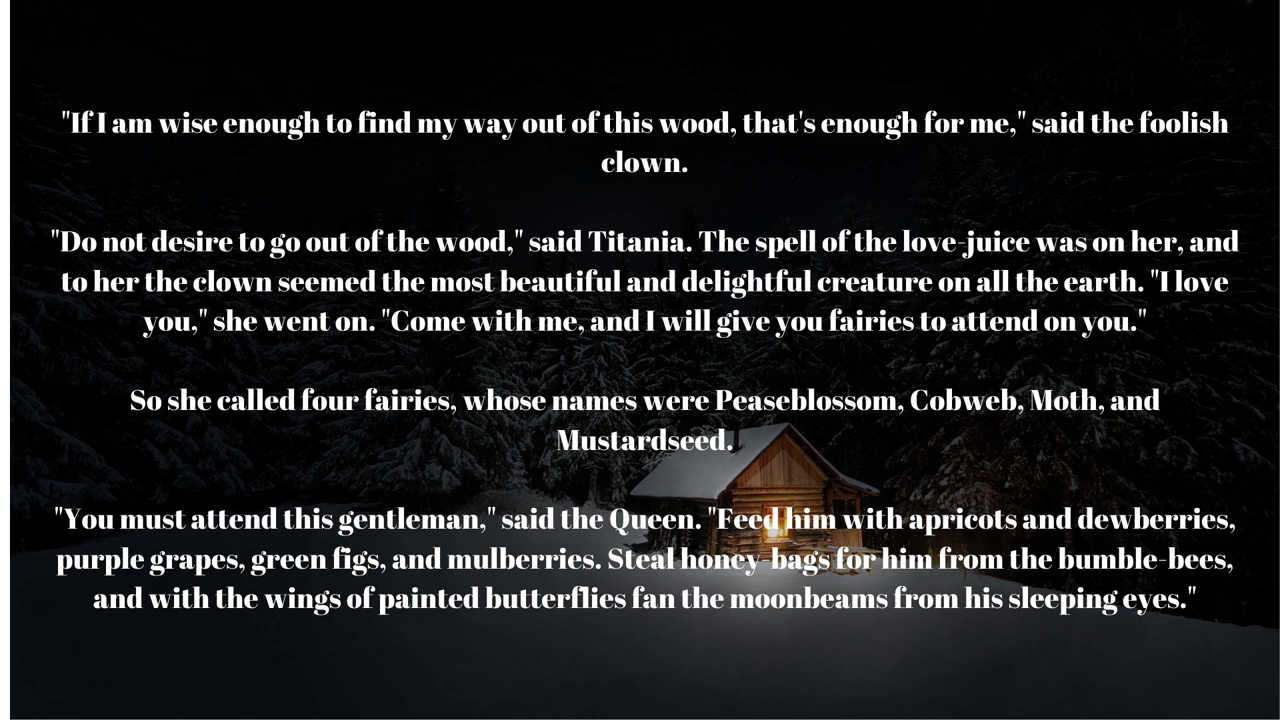 "If I am wise enough to find my way out of this wood, that's enough for me," said the foolish
clown.
"Do not desire to go out of the wood," said Titania. The spell of the love-juice was on her, and
to her the clown seemed the most beautiful and delightful creature on all the earth. "I love
you," she went on. "Come with me, and I will give you fairies to attend on you."
So she called four fairies, whose names were Peaseblossom, Cobweb, Moth, and
Mustardseed.
"You must attend this gentleman," said the Queen. "Feed him with apricots and dewberries,
purple grapes, green figs, and mulberries. Steal honey-bags for him from the bumble-bees,
and with the wings of painted butterflies fan the moonbeams from his sleeping eyes."